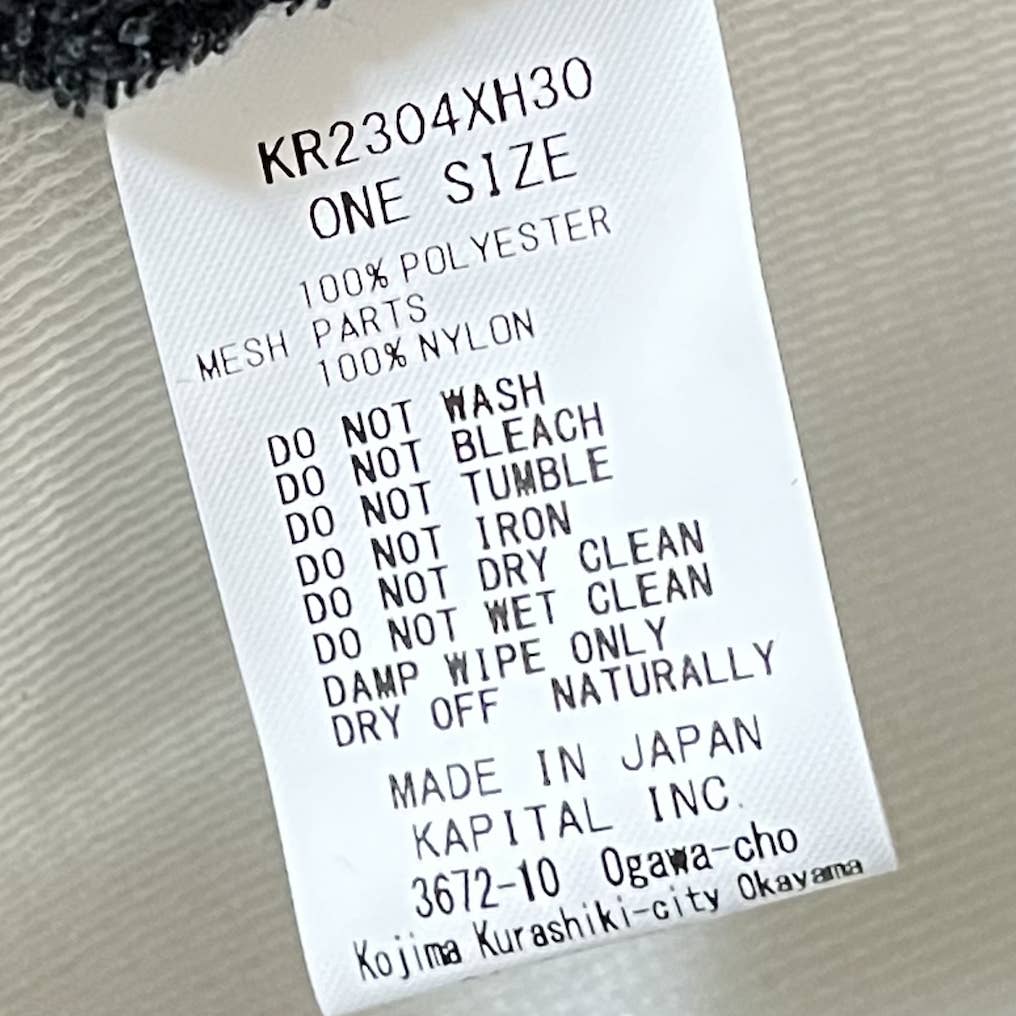 KR2304XH30
ONE SIZE
100% POLYESTER
MESH PARTS
100% NYLON
DO NOT WASH
DO NOT BLEACH
DO NOT TUMBLE
DO NOT IRON
DO NOT DRY CLEAN
DO NOT WET CLEAN
DAMP WIPE ONLY
DRY OFF NATURALLY
MADE IN JAPAN
KAPITAL INC.
3672-10 Ogawa-cho
Kojima Kurashiki-city Okayama